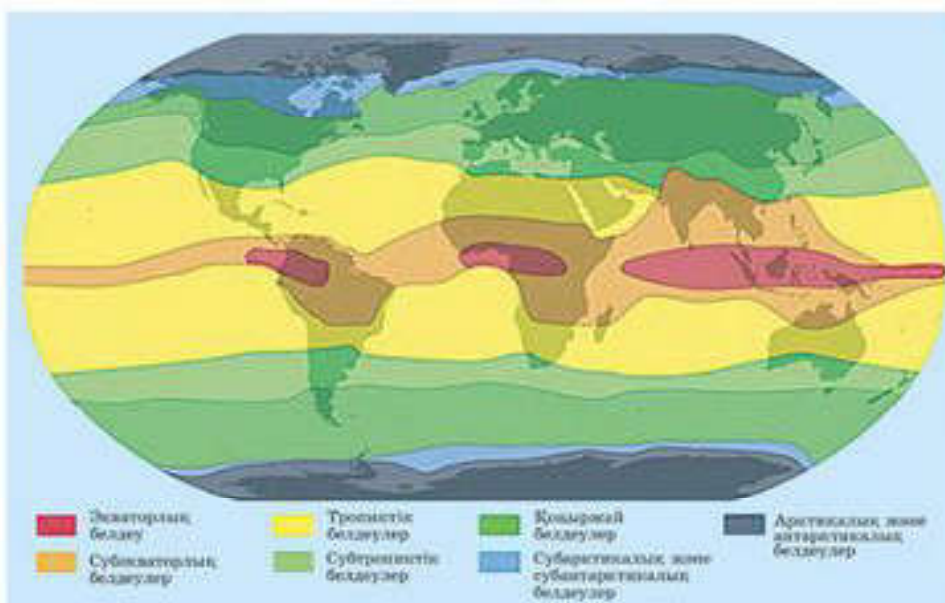 Экваторлық
белдеу
Субэкваторлық
белдеулер
Тропиктік
белдеулер
Субтропиктік
белдеулер
Қоңыржай
белдеулер
Субарктикалық және
субантарктикалық
белдеулер
Арктикалық және
антарктикалық
белдеулер